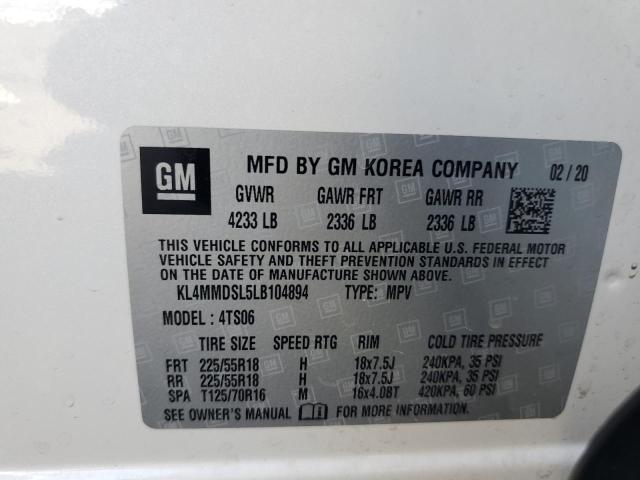 GM MFD BY GM KOREA COMPANY 02/20
GVWR GAWR FRT GAWR RR
4233 LB 2336 LB 2336 LB
THIS VEHICLE CONFORMS TO ALL APPLICABLE U.S. FEDERAL MOTOR
VEHICLE SAFETY AND THEFT PREVENTION STANDARDS IN EFFECT
ON THE DATE OF MANUFACTURE SHOWN ABOVE.
KL4MMDSL5LB104894 TYPE: MPV
MODEL: 4TS06
TIRE SIZE SPEED RTG RIM COLD TIRE PRESSURE
FRT 225/55R18 H 18x7.5J 240KPA, 35 PSI
RR 225/55R18 H 18x7.5J 240KPA, 35 PSI
SPA T125/70R16 M 16x4.0BT 420KPA, 60 PSI
SEE OWNER'S MANUAL FOR MORE INFORMATION.